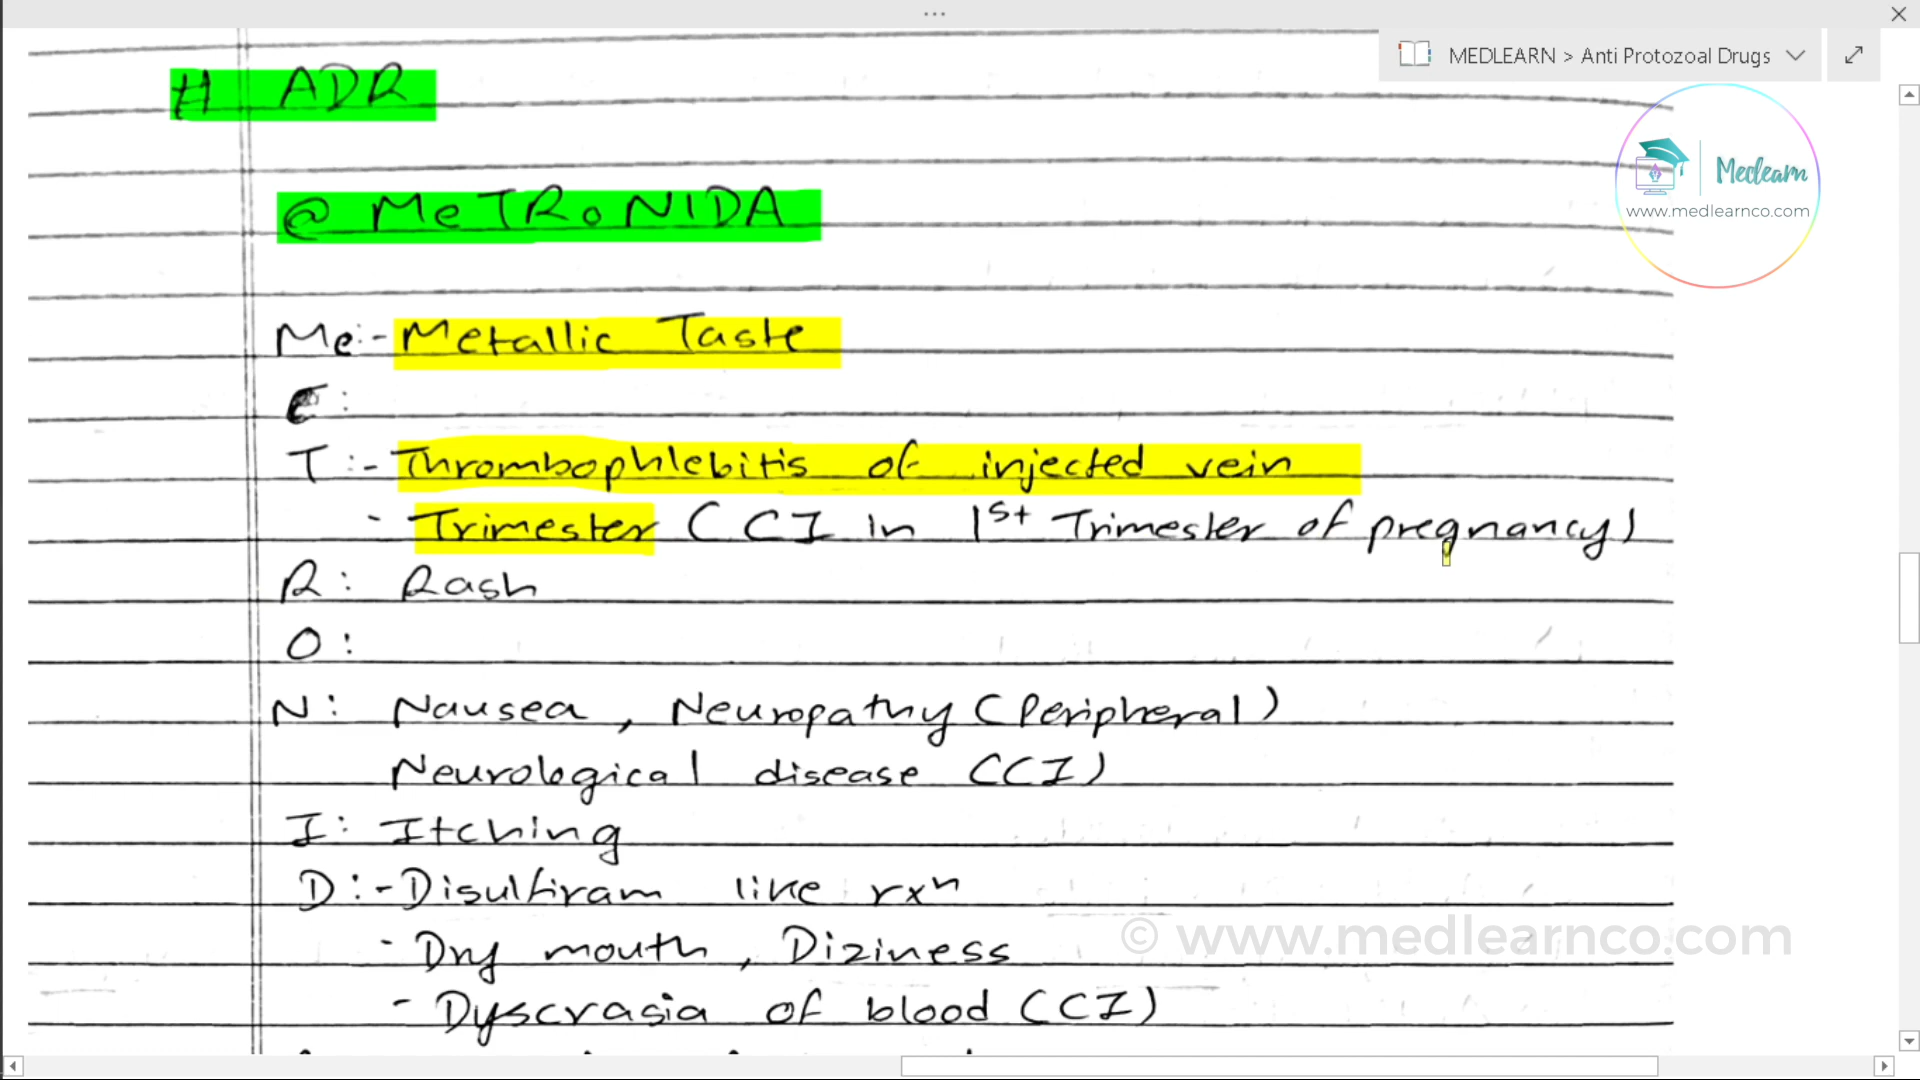 ...
MEDLEARN > Anti Protozoal Drugs
# ADR
Medlearn
www.medlearnco.com
@ MeTRoNIDA
Me:- Metallic Taste
E:
T:- Thrombophlebitis of injected vein
- Trimester (CI in 1st Trimester of pregnancy)
R: Rash
O:
N: Nausea, Neuropathy (Peripheral)
Neurological disease (CI)
I: Itching
D:- Disulfiram like rxn
- Dry mouth, Diziness
© www.medlearnco.com
- Dyscrasia of blood (CI)